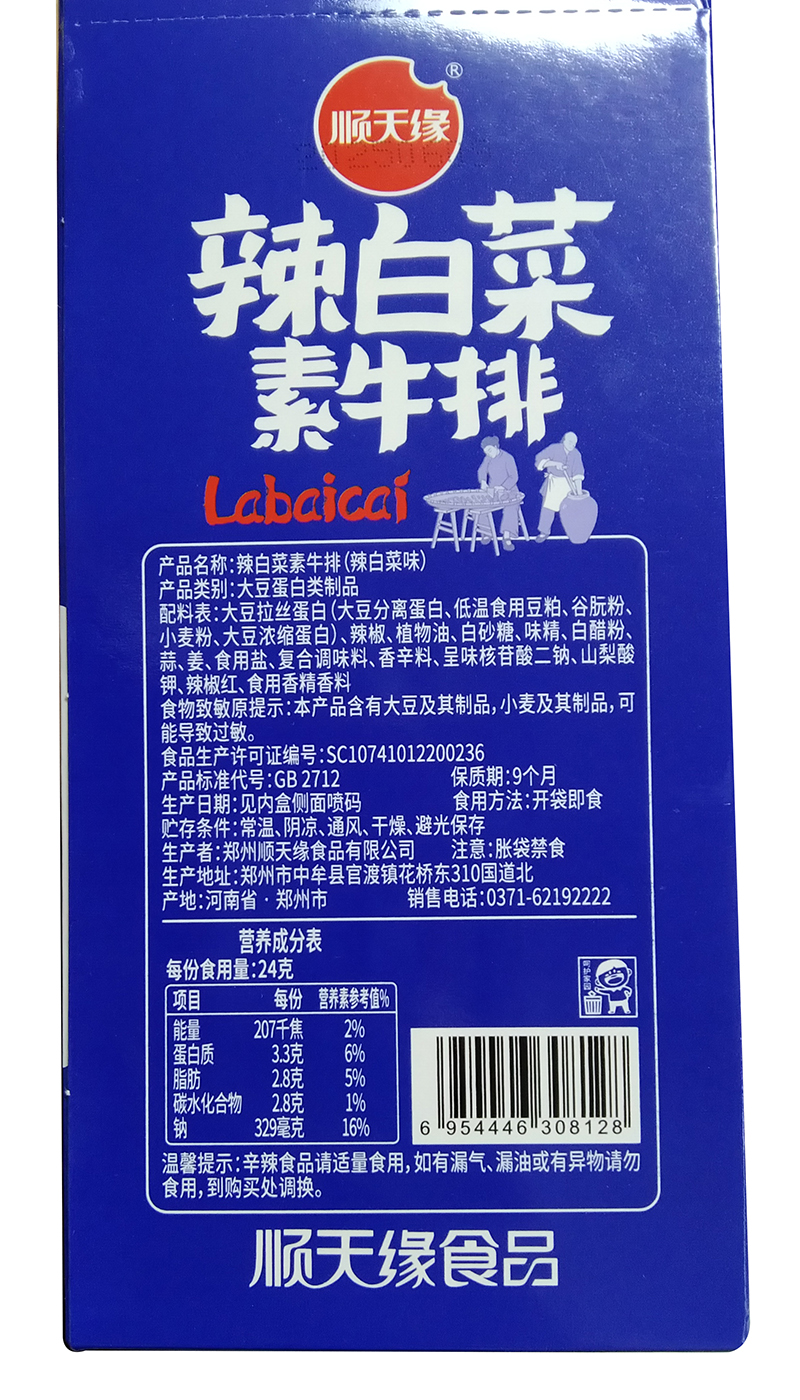 顺天缘
®
辣白菜
素牛排
Labaicai
产品名称:辣白菜素牛排(辣白菜味)
产品类别:大豆蛋白类制品
配料表:大豆拉丝蛋白(大豆分离蛋白、低温食用豆粕、谷朊粉、
小麦粉、大豆浓缩蛋白)、辣椒、植物油、白砂糖、味精、白醋粉、
蒜、姜、食用盐、复合调味料、香辛料、呈味核苷酸二钠、山梨酸
钾、辣椒红、食用香精香料
食物致敏原提示:本产品含有大豆及其制品,小麦及其制品,可
能导致过敏。
食品生产许可证编号:SC10741012200236
产品标准代号:GB 2712 保质期:9个月
生产日期:见内盒侧面喷码 食用方法:开袋即食
贮存条件:常温、阴凉、通风、干燥、避光保存
生产者:郑州顺天缘食品有限公司 注意:胀袋禁食
生产地址:郑州市中牟县官渡镇花桥东310国道北
产地:河南省·郑州市 销售电话:0371-62192222
营养成分表
每份食用量:24克
项目 每份 营养素参考值%
能量 207千焦 2%
蛋白质 3.3克 6%
脂肪 2.8克 5%
碳水化合物 2.8克 1%
钠 329毫克 16%
呵护家园
6 954446 308128
温馨提示:辛辣食品请适量食用,如有漏气、漏油或有异物请勿
食用,到购买处调换。
顺天缘食品